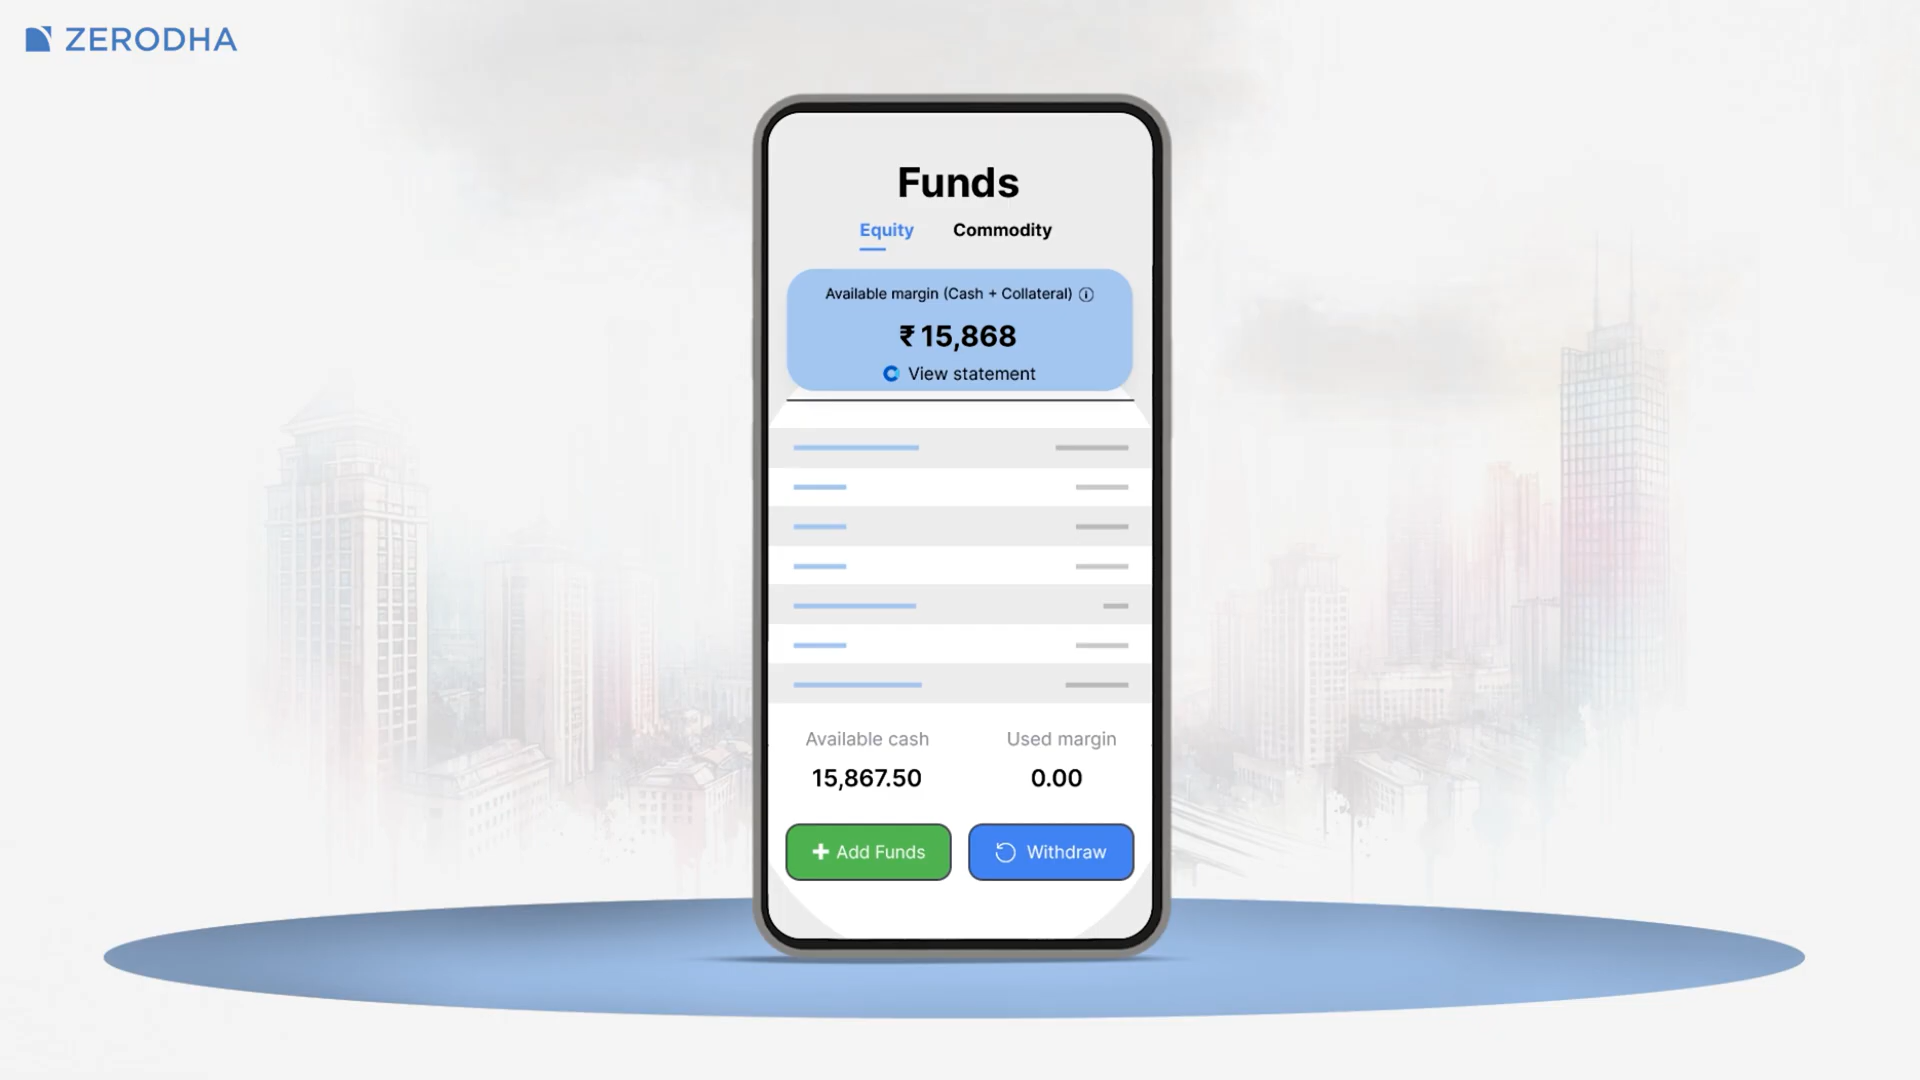 ZERODHA
Funds
Equity Commodity
Available margin (Cash + Collateral)
₹ 15,868
View statement
Available cash Used margin
15,867.50 0.00
Add Funds Withdraw